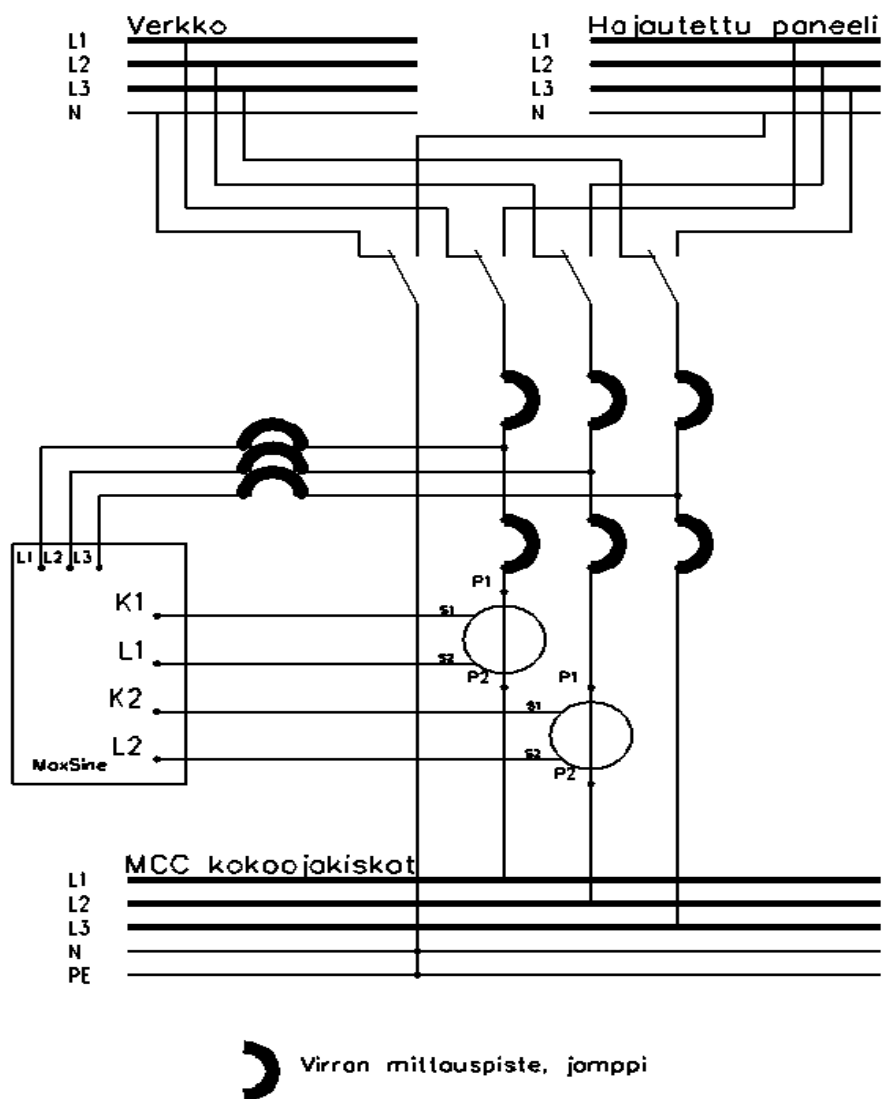 Verkko
Hajautettu paneeli
L1
L1
L2
L2
L3
L3
N
N
L1 L2 L3
P1
K1
S1
L1
S2
P2
P1
K2
S1
L2
S2
MaxSine
P2
MCC kokoojakiskot
L1
L2
L3
N
PE
Virran mittauspiste, jamppi